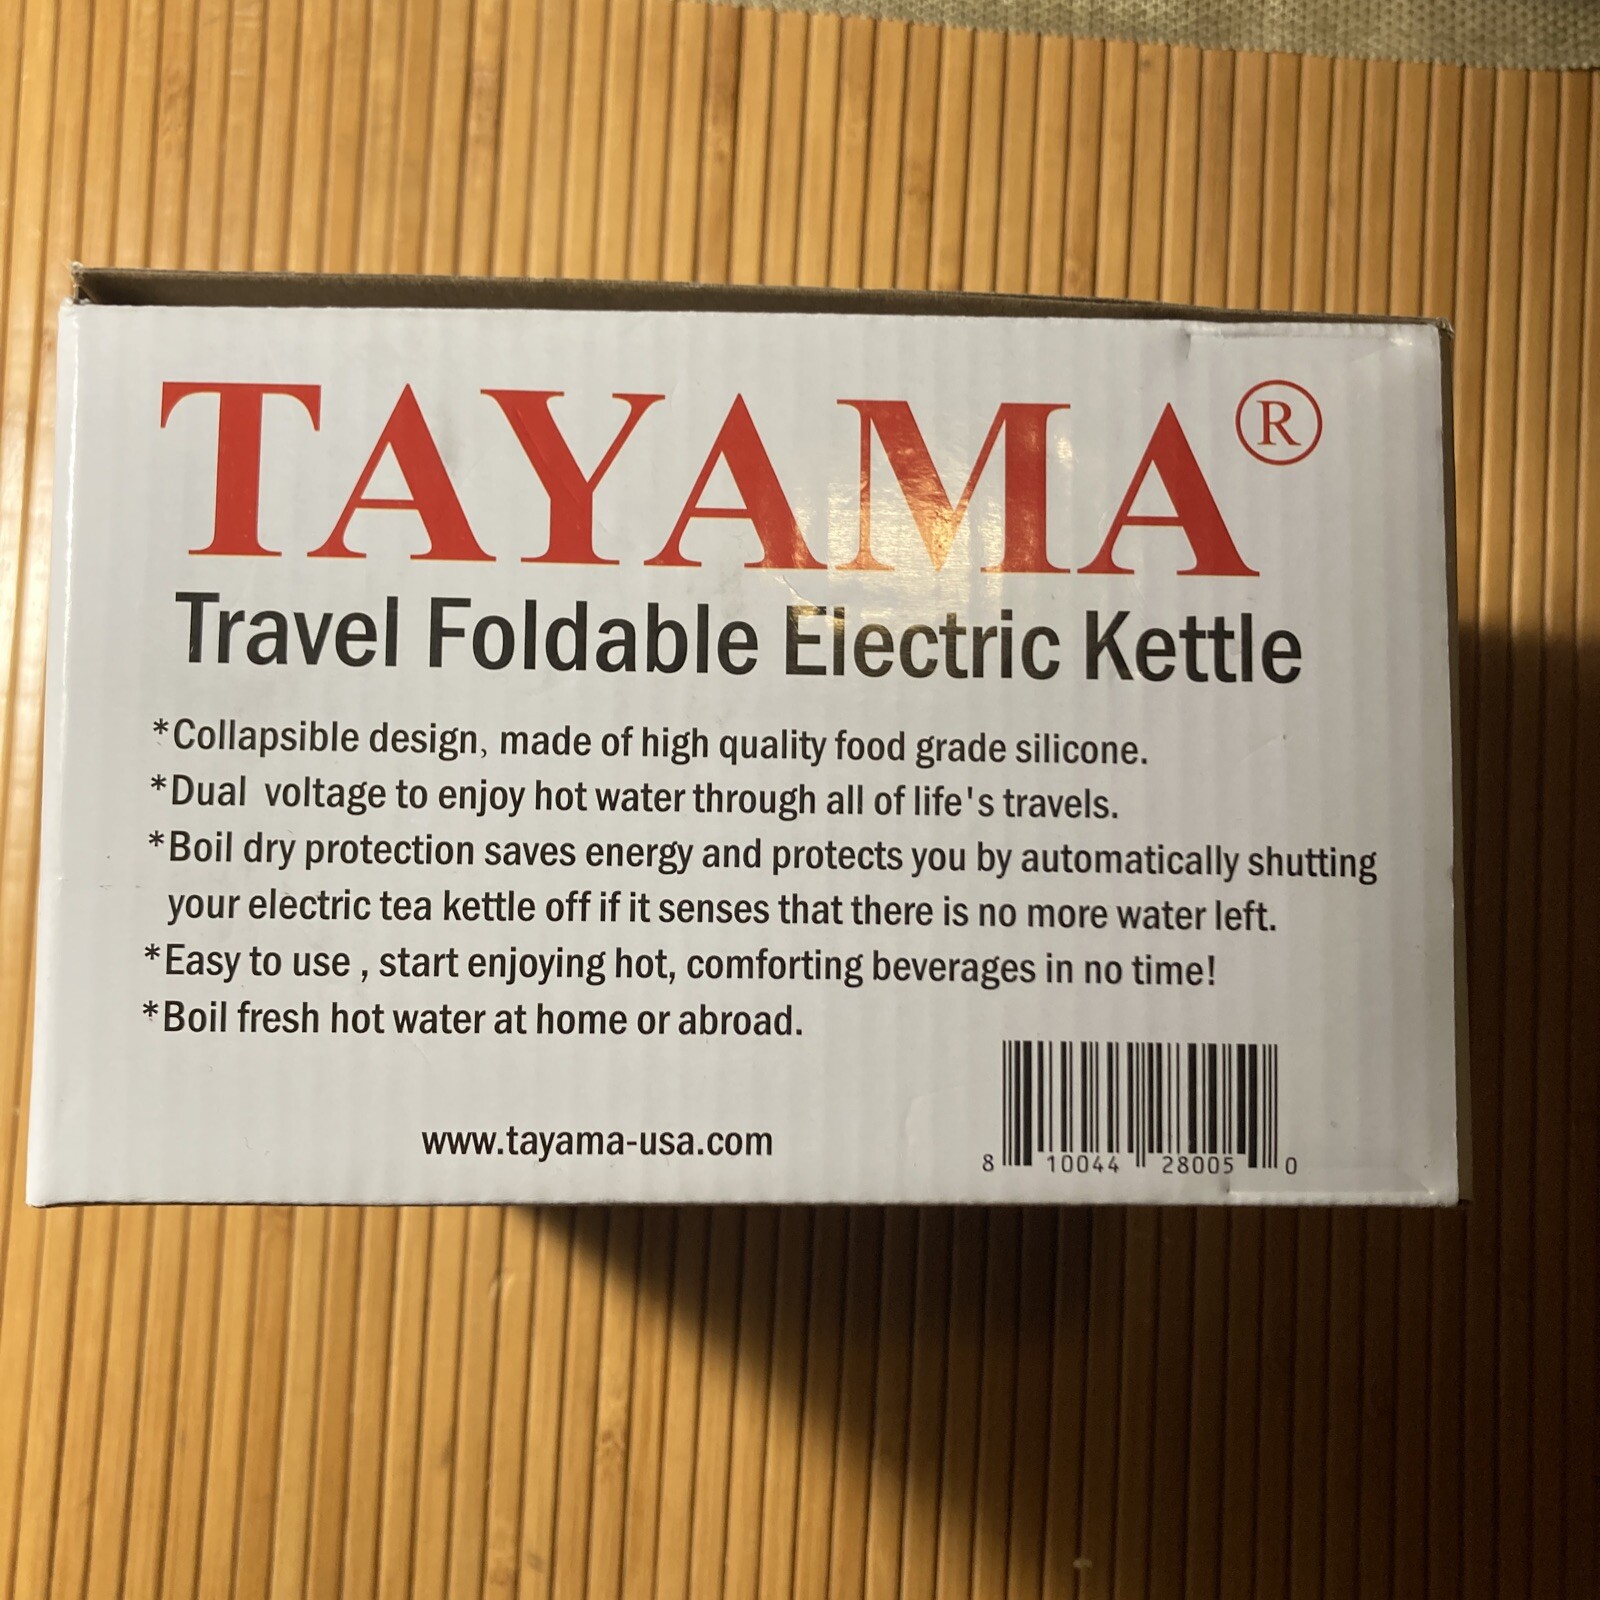 TAYAMA®
Travel Foldable Electric Kettle
*Collapsible design, made of high quality food grade silicone.
*Dual voltage to enjoy hot water through all of life's travels.
*Boil dry protection saves energy and protects you by automatically shutting
your electric tea kettle off if it senses that there is no more water left.
*Easy to use , start enjoying hot, comforting beverages in no time!
*Boil fresh hot water at home or abroad.
www.tayama-usa.com
8 10044 28005 0